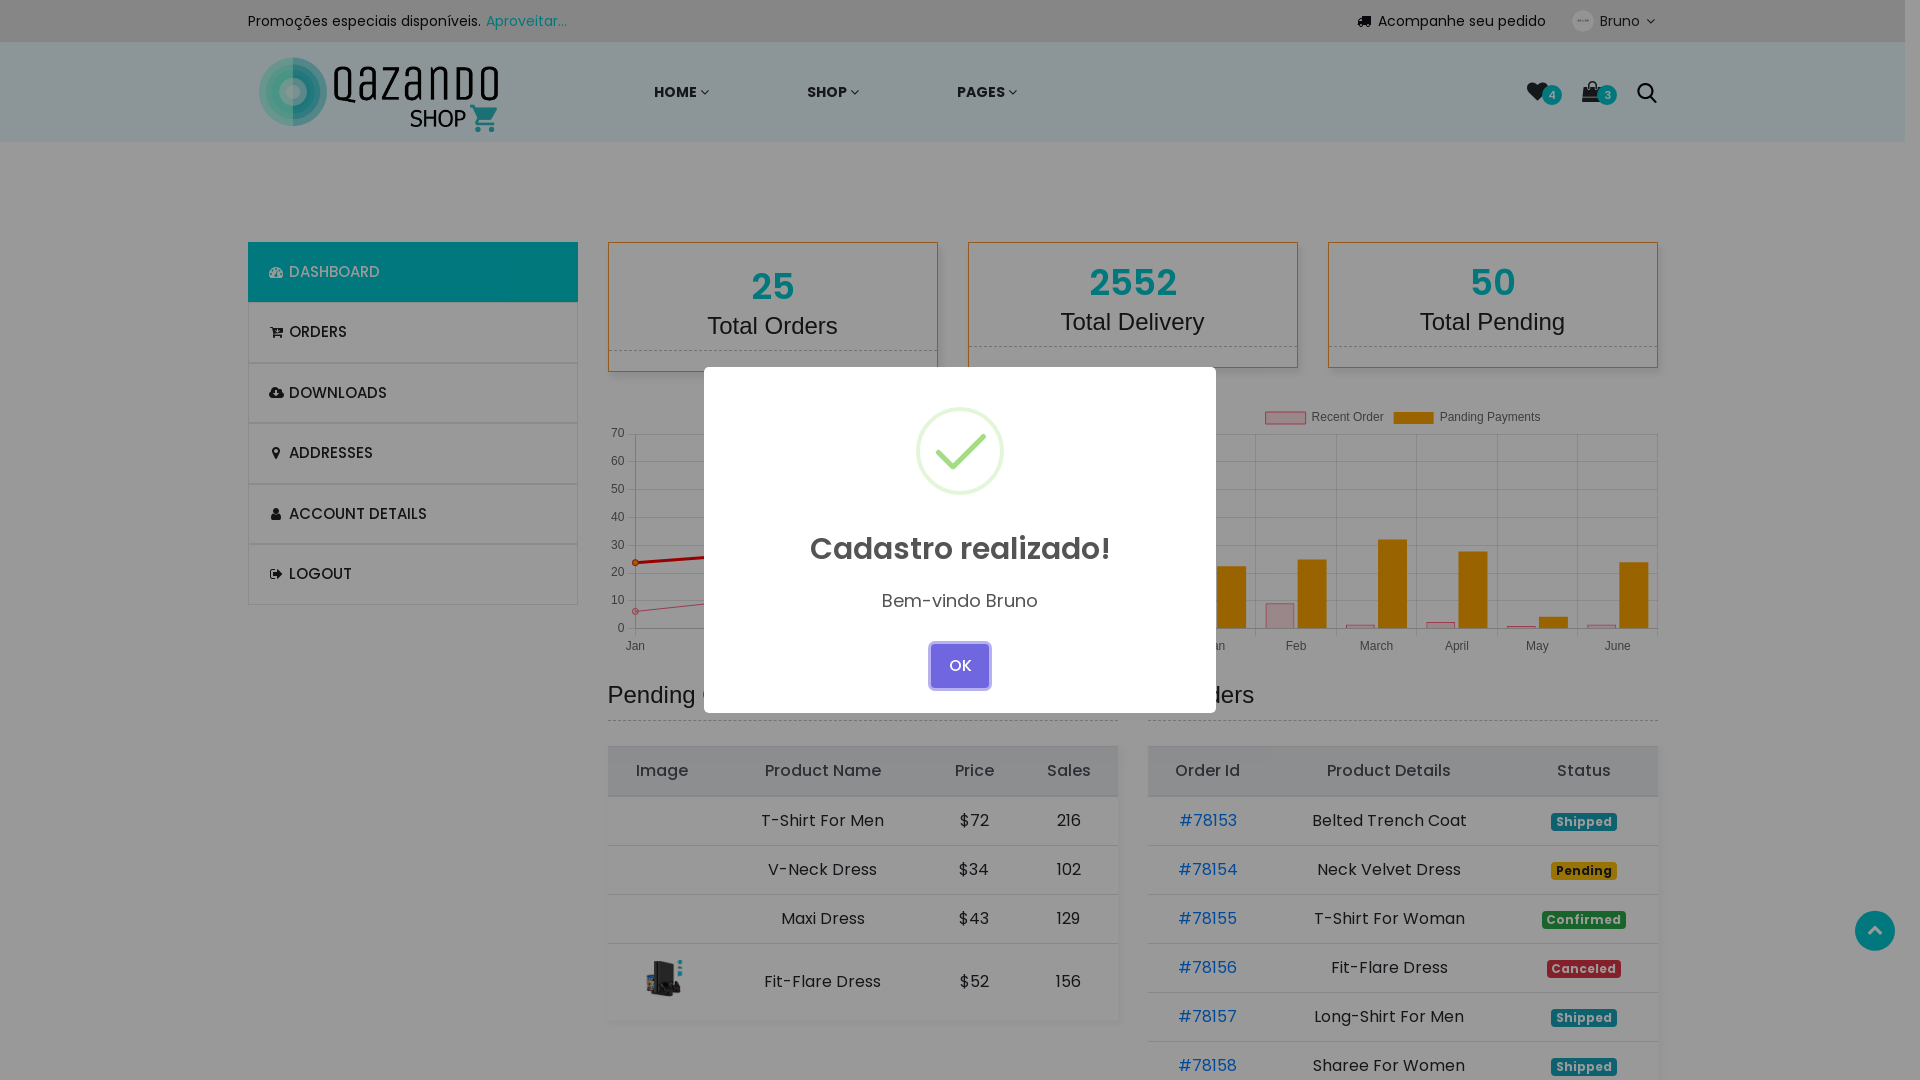 Promoções especiais disponíveis. Aproveitar...
Acompanhe seu pedido
Bruno
Qazando
SHOP
HOME
SHOP
PAGES
4
3
DASHBOARD
ORDERS
DOWNLOADS
ADDRESSES
ACCOUNT DETAILS
LOGOUT
25
Total Orders
2552
Total Delivery
50
Total Pending
Recent Order
Panding Payments
70
60
50
40
30
20
10
0
Jan
Feb
March
April
May
June
Cadastro realizado!
Bem-vindo Bruno
OK
Pending
Image Product Name Price Sales
T-Shirt For Men $72 216
V-Neck Dress $34 102
Maxi Dress $43 129
Fit-Flare Dress $52 156
Order Id Product Details Status
#78153 Belted Trench Coat Shipped
#78154 Neck Velvet Dress Pending
#78155 T-Shirt For Woman Confirmed
#78156 Fit-Flare Dress Canceled
#78157 Long-Shirt For Men Shipped
#78158 Sharee For Women Shipped